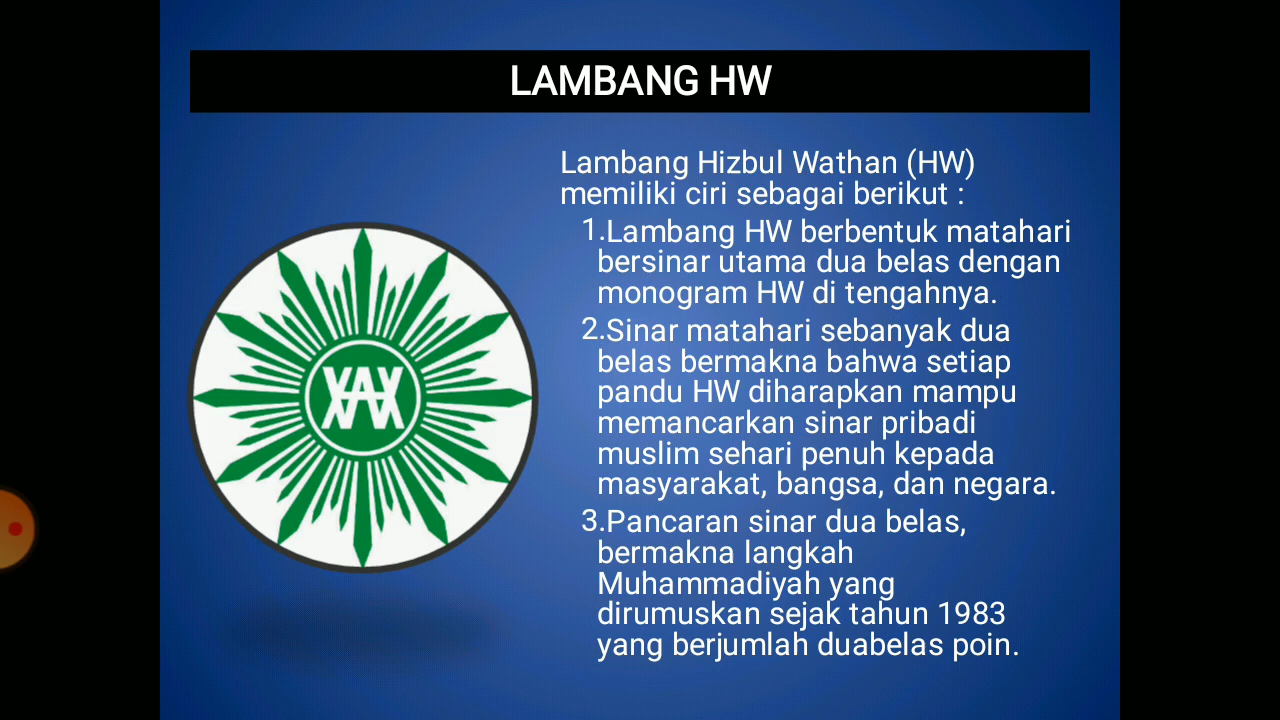 LAMBANG HW
Lambang Hizbul Wathan (HW)
memiliki ciri sebagai berikut :
1.Lambang HW berbentuk matahari
bersinar utama dua belas dengan
monogram HW di tengahnya.
2.Sinar matahari sebanyak dua
belas bermakna bahwa setiap
pandu HW diharapkan mampu
memancarkan sinar pribadi
muslim sehari penuh kepada
masyarakat, bangsa, dan negara.
3.Pancaran sinar dua belas,
bermakna langkah
Muhammadiyah yang
dirumuskan sejak tahun 1983
yang berjumlah duabelas poin.
HW